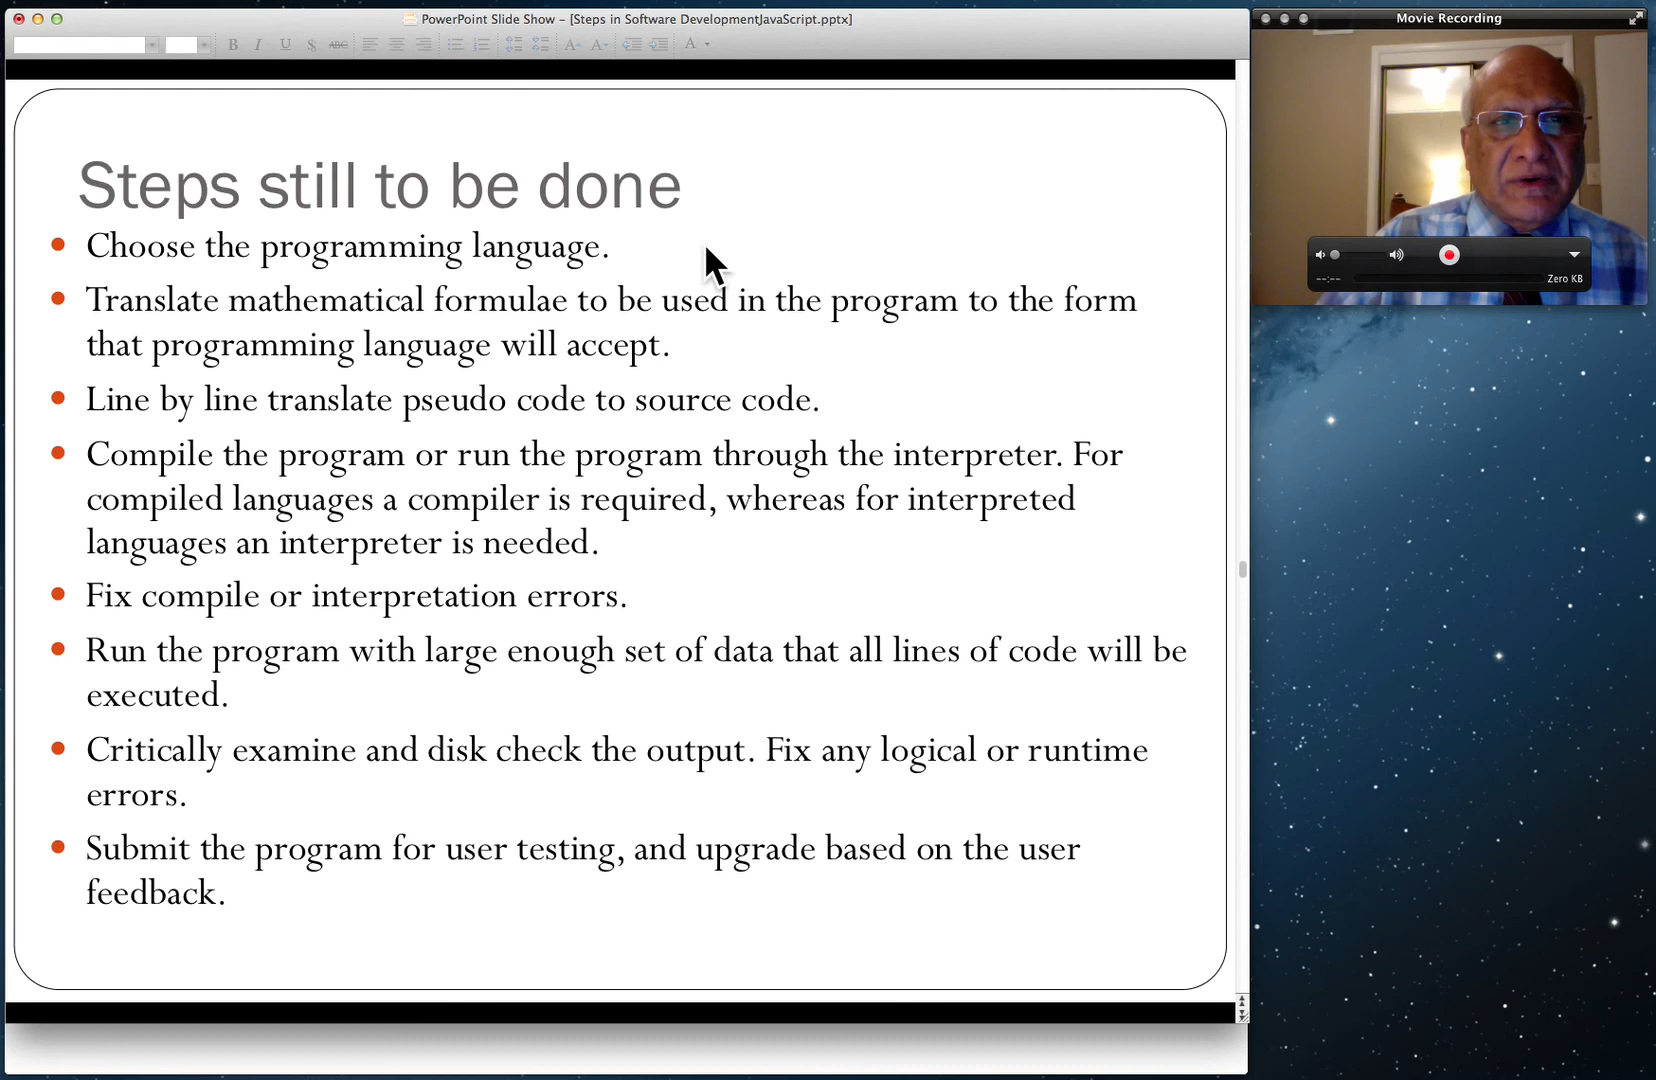 PowerPoint Slide Show – [Steps in Software DevelopmentJavaScript.pptx]
B I U S ABC A A A
Movie Recording
--:-- Zero KB
Steps still to be done
Choose the programming language.
Translate mathematical formulae to be used in the program to the form
that programming language will accept.
Line by line translate pseudo code to source code.
Compile the program or run the program through the interpreter. For
compiled languages a compiler is required, whereas for interpreted
languages an interpreter is needed.
Fix compile or interpretation errors.
Run the program with large enough set of data that all lines of code will be
executed.
Critically examine and disk check the output. Fix any logical or runtime
errors.
Submit the program for user testing, and upgrade based on the user
feedback.